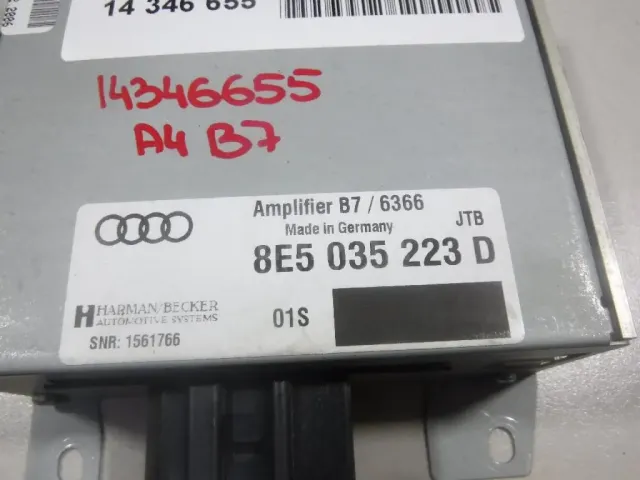 14 346 655
14346655
A4 B7
Amplifier B7 / 6366
Made in Germany
JTB
8E5 035 223 D
HARMAN/BECKER
AUTOMOTIVE SYSTEMS
01S
SNR: 1561766